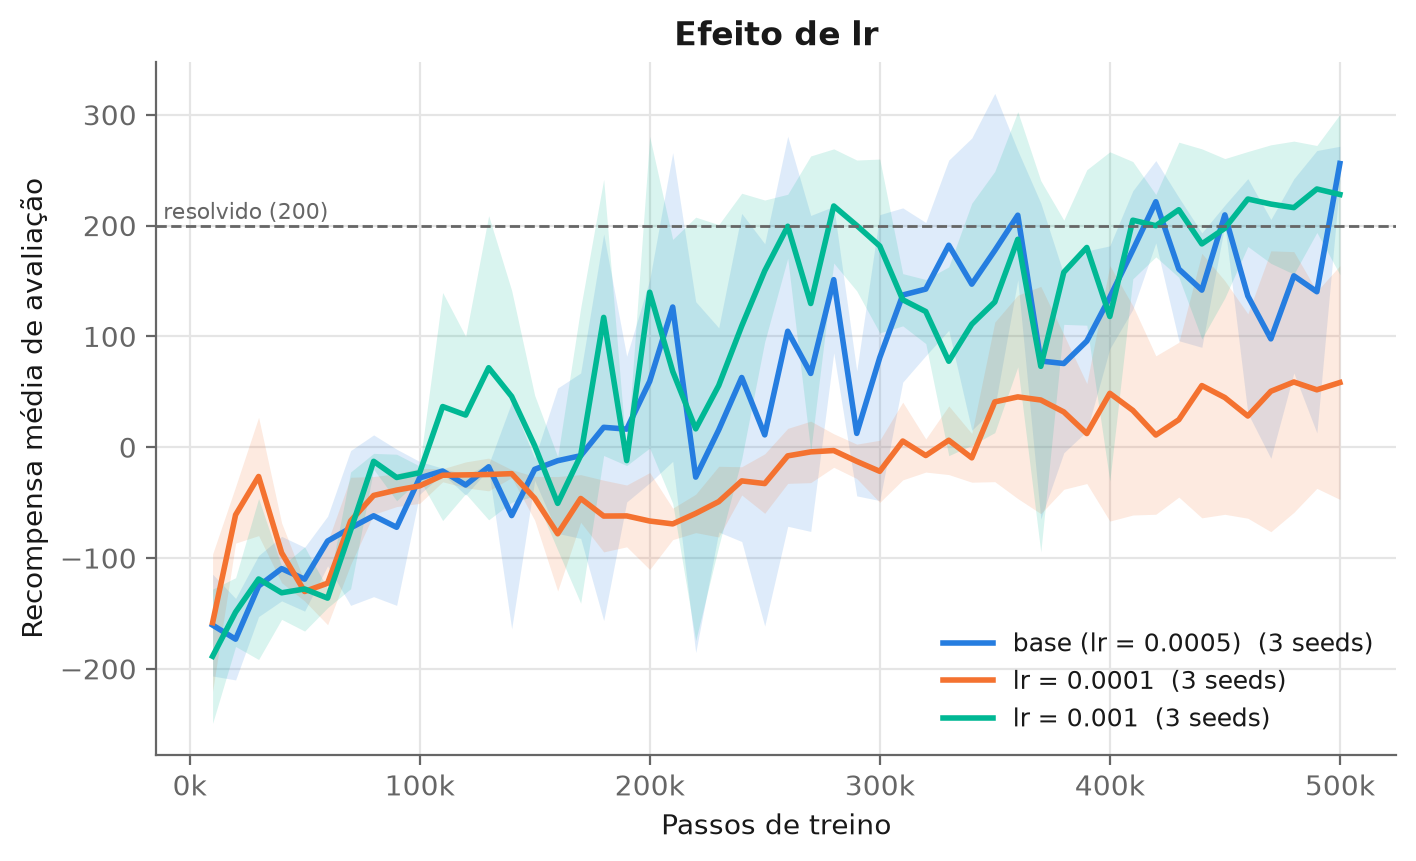 Efeito de lr
Recompensa média de avaliação
300
200
100
0
−100
−200
resolvido (200)
base (lr = 0.0005)  (3 seeds)
lr = 0.0001  (3 seeds)
lr = 0.001  (3 seeds)
0k 100k 200k 300k 400k 500k
Passos de treino